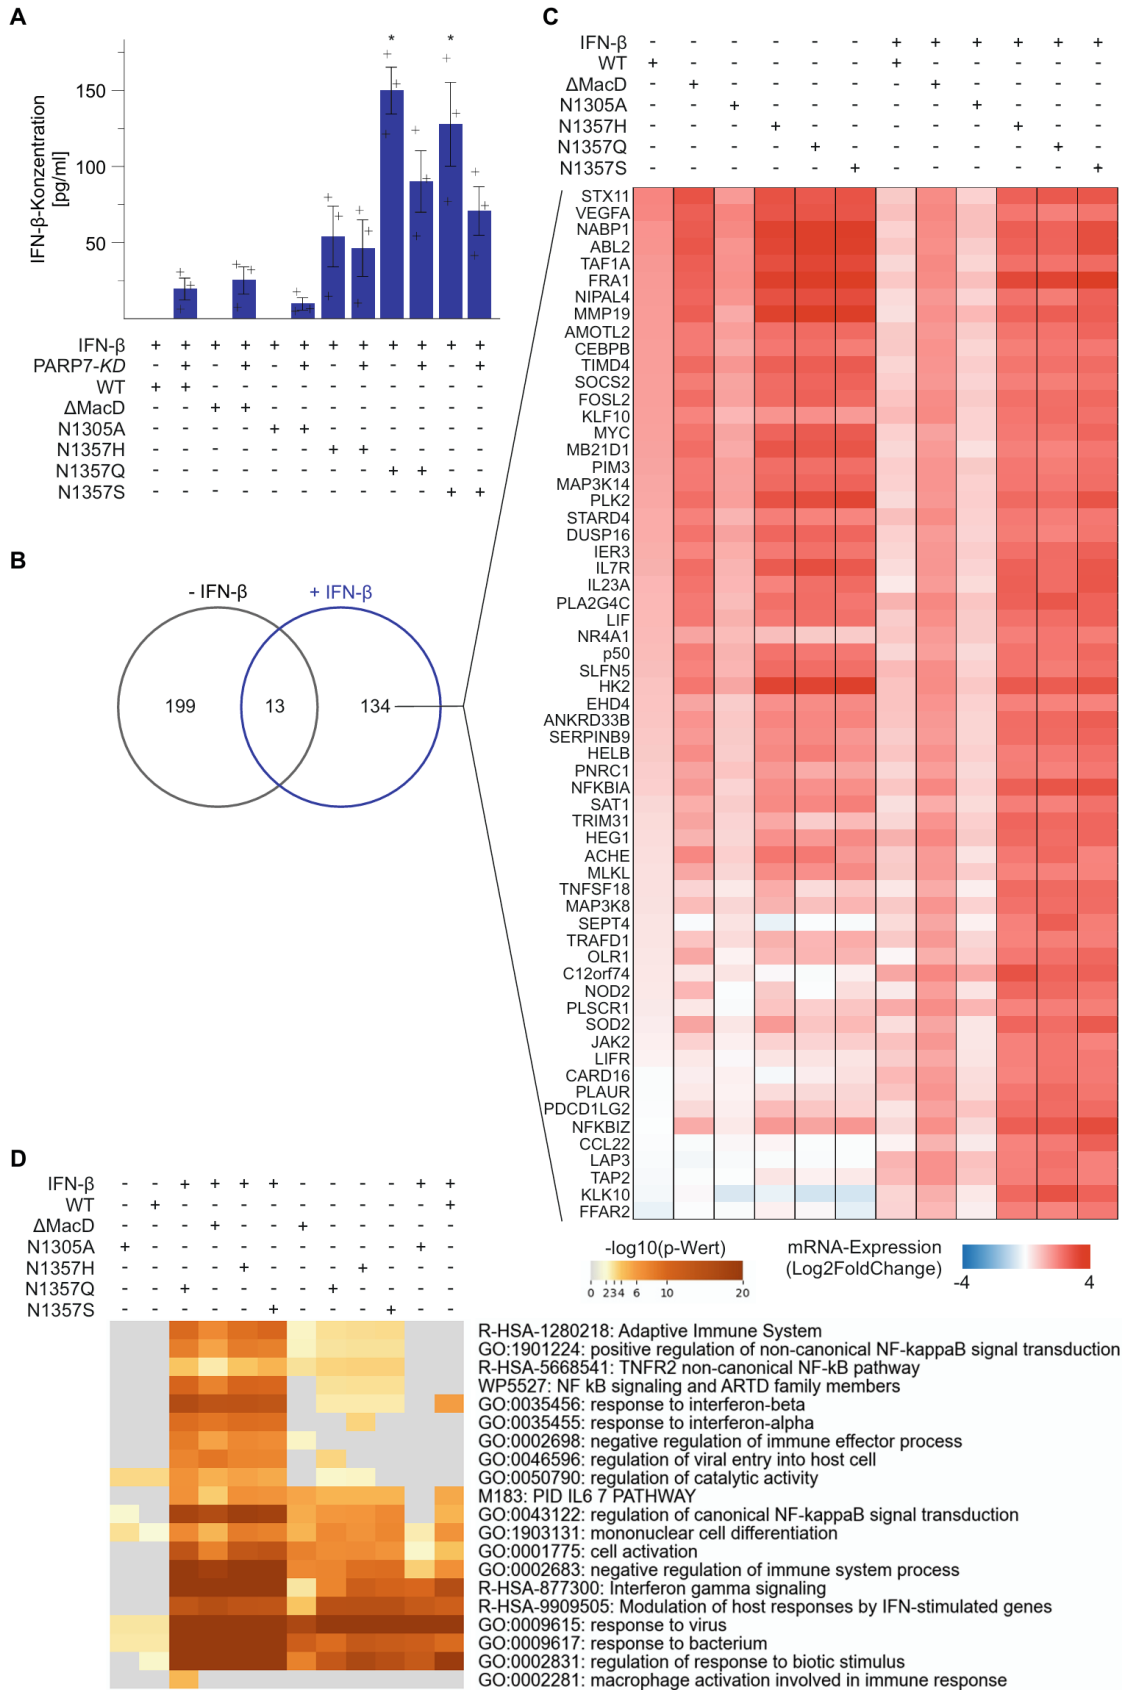 A
IFN-β-Konzentration
[pg/ml]
150
100
50
* *
IFN-β + + + + + + + + + + + +
PARP7-KD - + - + - + - + - + - +
WT + + - - - - - - - - - -
ΔMacD - - + + - - - - - - - -
N1305A - - - - + + - - - - - -
N1357H - - - - - - + + - - - -
N1357Q - - - - - - - - + + - -
N1357S - - - - - - - - - - + +
B
- IFN-β + IFN-β
199 13 134
C
IFN-β - - - - - - + + + + + +
WT + - - - - - + - - - - -
ΔMacD - + - - - - - + - - - -
N1305A - - + - - - - - + - - -
N1357H - - - + - - - - - + - -
N1357Q - - - - + - - - - - + -
N1357S - - - - - + - - - - - +
STX11
VEGFA
NABP1
ABL2
TAF1A
FRA1
NIPAL4
MMP19
AMOTL2
CEBPB
TIMD4
SOCS2
FOSL2
KLF10
MYC
MB21D1
PIM3
MAP3K14
PLK2
STARD4
DUSP16
IER3
IL7R
IL23A
PLA2G4C
LIF
NR4A1
p50
SLFN5
HK2
EHD4
ANKRD33B
SERPINB9
HELB
PNRC1
NFKBIA
SAT1
TRIM31
HEG1
ACHE
MLKL
TNFSF18
MAP3K8
SEPT4
TRAFD1
OLR1
C12orf74
NOD2
PLSCR1
SOD2
JAK2
LIFR
CARD16
PLAUR
PDCD1LG2
NFKBIZ
CCL22
LAP3
TAP2
KLK10
FFAR2
mRNA-Expression
(Log2FoldChange)
-4 4
D
IFN-β - - + + + + - - - - + +
WT - + - - - - - - - - - +
ΔMacD - - - + - - + - - - - -
N1305A + - - - - - - - - - + -
N1357H - - - - + - - - + - - -
N1357Q - - + - - - - + - - - -
N1357S - - - - - + - - - + - -
-log10(p-Wert)
0 2 3 4 6 10 20
R-HSA-1280218: Adaptive Immune System
GO:1901224: positive regulation of non-canonical NF-kappaB signal transduction
R-HSA-5668541: TNFR2 non-canonical NF-kB pathway
WP5527: NF kB signaling and ARTD family members
GO:0035456: response to interferon-beta
GO:0035455: response to interferon-alpha
GO:0002698: negative regulation of immune effector process
GO:0046596: regulation of viral entry into host cell
GO:0050790: regulation of catalytic activity
M183: PID IL6 7 PATHWAY
GO:0043122: regulation of canonical NF-kappaB signal transduction
GO:1903131: mononuclear cell differentiation
GO:0001775: cell activation
GO:0002683: negative regulation of immune system process
R-HSA-877300: Interferon gamma signaling
R-HSA-9909505: Modulation of host responses by IFN-stimulated genes
GO:0009615: response to virus
GO:0009617: response to bacterium
GO:0002831: regulation of response to biotic stimulus
GO:0002281: macrophage activation involved in immune response